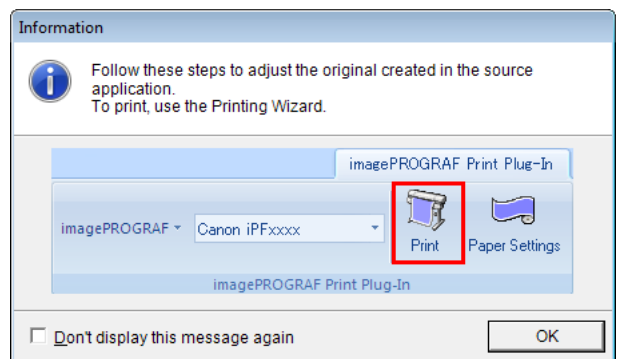 Information
Follow these steps to adjust the original created in the source
application.
To print, use the Printing Wizard.
imagePROGRAF Print Plug-In
imagePROGRAF
Canon iPFxxxx
Print
Paper Settings
imagePROGRAF Print Plug-In
Don't display this message again
OK